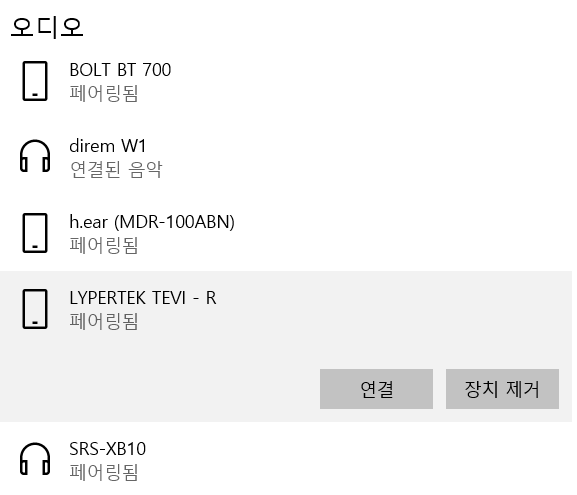 오디오
BOLT BT 700
페어링됨
direm W1
연결된 음악
h.ear (MDR-100ABN)
페어링됨
LYPERTEK TEVI - R
페어링됨
연결 장치 제거
SRS-XB10
페어링됨